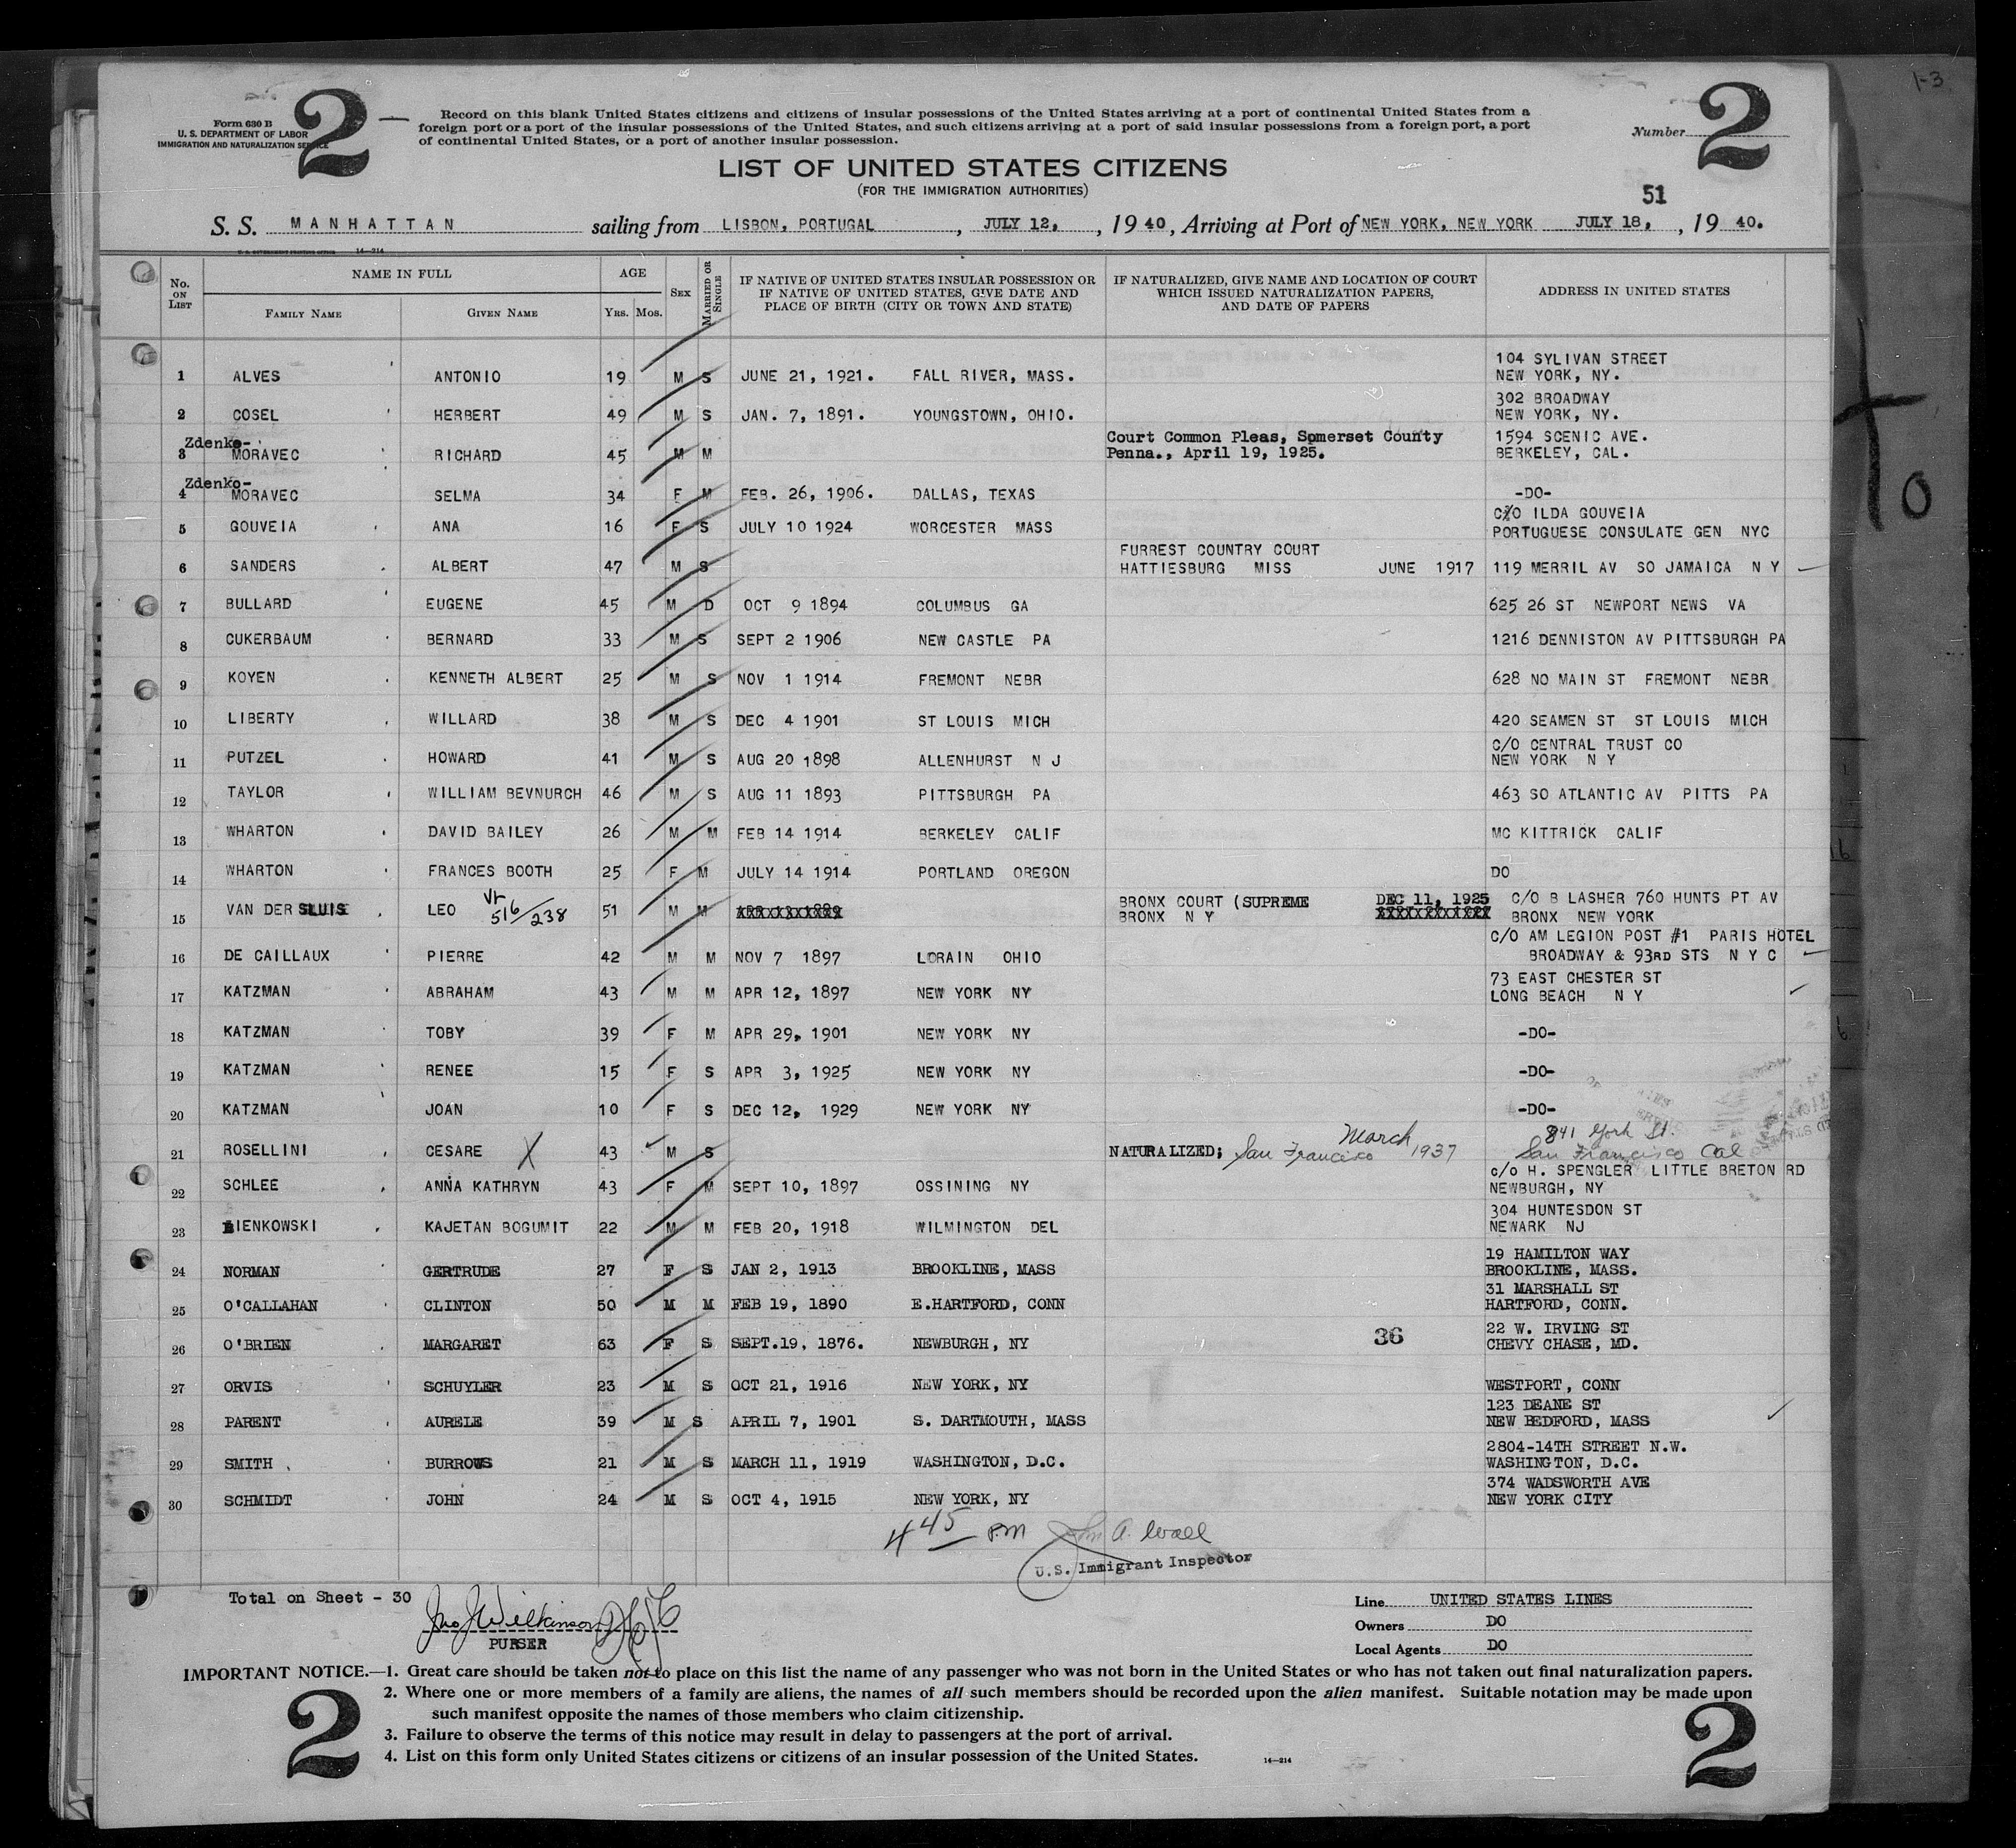 1-3
2
2
Form 630 B
U. S. DEPARTMENT OF LABOR
IMMIGRATION AND NATURALIZATION SERVICE
Record on this blank United States citizens and citizens of insular possessions of the United States arriving at a port of continental United States from a
foreign port or a port of the insular possessions of the United States, and such citizens arriving at a port of said insular possessions from a foreign port, a port
of continental United States, or a port of another insular possession.
Number
LIST OF UNITED STATES CITIZENS
(FOR THE IMMIGRATION AUTHORITIES)
51
S. S. MANHATTAN sailing from LISBON, PORTUGAL, JULY 12, , 19 40, Arriving at Port of NEW YORK, NEW YORK JULY 18, , 19 40.
14—214
No. ON LIST
NAME IN FULL
FAMILY NAME
GIVEN NAME
AGE
YRS. MOS.
SEX
MARRIED OR SINGLE
IF NATIVE OF UNITED STATES INSULAR POSSESSION OR
IF NATIVE OF UNITED STATES, GIVE DATE AND
PLACE OF BIRTH (CITY OR TOWN AND STATE)
IF NATURALIZED, GIVE NAME AND LOCATION OF COURT
WHICH ISSUED NATURALIZATION PAPERS,
AND DATE OF PAPERS
ADDRESS IN UNITED STATES
104 SYLIVAN STREET
1 ALVES ANTONIO 19 M S JUNE 21, 1921. FALL RIVER, MASS. NEW YORK, NY.
302 BROADWAY
2 COSEL HERBERT 49 M S JAN. 7, 1891. YOUNGSTOWN, OHIO. NEW YORK, NY.
Zdenko- Court Common Pleas, Somerset County 1594 SCENIC AVE.
3 MORAVEC RICHARD 45 M M Penna., April 19, 1925. BERKELEY, CAL.
Zdenko-
4 MORAVEC SELMA 34 F M FEB. 26, 1906. DALLAS, TEXAS -DO-
C/O ILDA GOUVEIA
5 GOUVEIA ANA 16 F S JULY 10 1924 WORCESTER MASS PORTUGUESE CONSULATE GEN NYC
FURREST COUNTRY COURT
6 SANDERS ALBERT 47 M S HATTIESBURG MISS JUNE 1917 119 MERRIL AV SO JAMAICA N Y
7 BULLARD EUGENE 45 M D OCT 9 1894 COLUMBUS GA 625 26 ST NEWPORT NEWS VA
8 CUKERBAUM BERNARD 33 M S SEPT 2 1906 NEW CASTLE PA 1216 DENNISTON AV PITTSBURGH PA
9 KOYEN KENNETH ALBERT 25 M S NOV 1 1914 FREMONT NEBR 628 NO MAIN ST FREMONT NEBR
10 LIBERTY WILLARD 38 M S DEC 4 1901 ST LOUIS MICH 420 SEAMEN ST ST LOUIS MICH
C/O CENTRAL TRUST CO
11 PUTZEL HOWARD 41 M S AUG 20 1898 ALLENHURST N J NEW YORK N Y
12 TAYLOR WILLIAM BEVNURCH 46 M S AUG 11 1893 PITTSBURGH PA 463 SO ATLANTIC AV PITTS PA
13 WHARTON DAVID BAILEY 26 M M FEB 14 1914 BERKELEY CALIF MC KITTRICK CALIF
14 WHARTON FRANCES BOOTH 25 F M JULY 14 1914 PORTLAND OREGON DO
15 VAN DER SLUIS LEO 516/238 51 M M BRONX COURT (SUPREME DEC 11, 1925 C/O B LASHER 760 HUNTS PT AV
BRONX N Y BRONX NEW YORK
C/O AM LEGION POST #1 PARIS HOTEL
16 DE CAILLAUX PIERRE 42 M M NOV 7 1897 LORAIN OHIO BROADWAY & 93RD STS N Y C
73 EAST CHESTER ST
17 KATZMAN ABRAHAM 43 M M APR 12, 1897 NEW YORK NY LONG BEACH N Y
18 KATZMAN TOBY 39 F M APR 29, 1901 NEW YORK NY -DO-
19 KATZMAN RENEE 15 F S APR 3, 1925 NEW YORK NY -DO-
20 KATZMAN JOAN 10 F S DEC 12, 1929 NEW YORK NY -DO-
March 841 York St.
21 ROSELLINI CESARE X 43 M S NATURALIZED; San Francisco 1937 San Francisco Cal
c/o H. SPENGLER LITTLE BRETON RD
22 SCHLEE ANNA KATHRYN 43 F M SEPT 10, 1897 OSSINING NY NEWBURGH, NY
304 HUNTESDON ST
23 IENKOWSKI KAJETAN BOGUMIT 22 M M FEB 20, 1918 WILMINGTON DEL NEWARK NJ
19 HAMILTON WAY
24 NORMAN GERTRUDE 27 F S JAN 2, 1913 BROOKLINE, MASS BROOKLINE, MASS.
31 MARSHALL ST
25 O'CALLAHAN CLINTON 50 M M FEB 19, 1890 E.HARTFORD, CONN HARTFORD, CONN.
36 22 W. IRVING ST
26 O'BRIEN MARGARET 63 F S SEPT.19, 1876. NEWBURGH, NY CHEVY CHASE, MD.
27 ORVIS SCHUYLER 23 M S OCT 21, 1916 NEW YORK, NY WESTPORT, CONN
123 DEANE ST
28 PARENT AURELE 39 M S APRIL 7, 1901 S. DARTMOUTH, MASS NEW BEDFORD, MASS
2804-14TH STREET N.W.
29 SMITH BURROWS 21 M S MARCH 11, 1919 WASHINGTON, D.C. WASHINGTON, D.C.
374 WADSWORTH AVE
30 SCHMIDT JOHN 24 M S OCT 4, 1915 NEW YORK, NY NEW YORK CITY
4 45 P.M John A. Wall
U.S. Immigrant Inspector
Total on Sheet - 30
Jno J Wilkinson
PURSER
Line UNITED STATES LINES
Owners DO
Local Agents DO
IMPORTANT NOTICE.—1. Great care should be taken not to place on this list the name of any passenger who was not born in the United States or who has not taken out final naturalization papers.
2. Where one or more members of a family are aliens, the names of all such members should be recorded upon the alien manifest. Suitable notation may be made upon
such manifest opposite the names of those members who claim citizenship.
3. Failure to observe the terms of this notice may result in delay to passengers at the port of arrival.
4. List on this form only United States citizens or citizens of an insular possession of the United States.
14—214
2
2